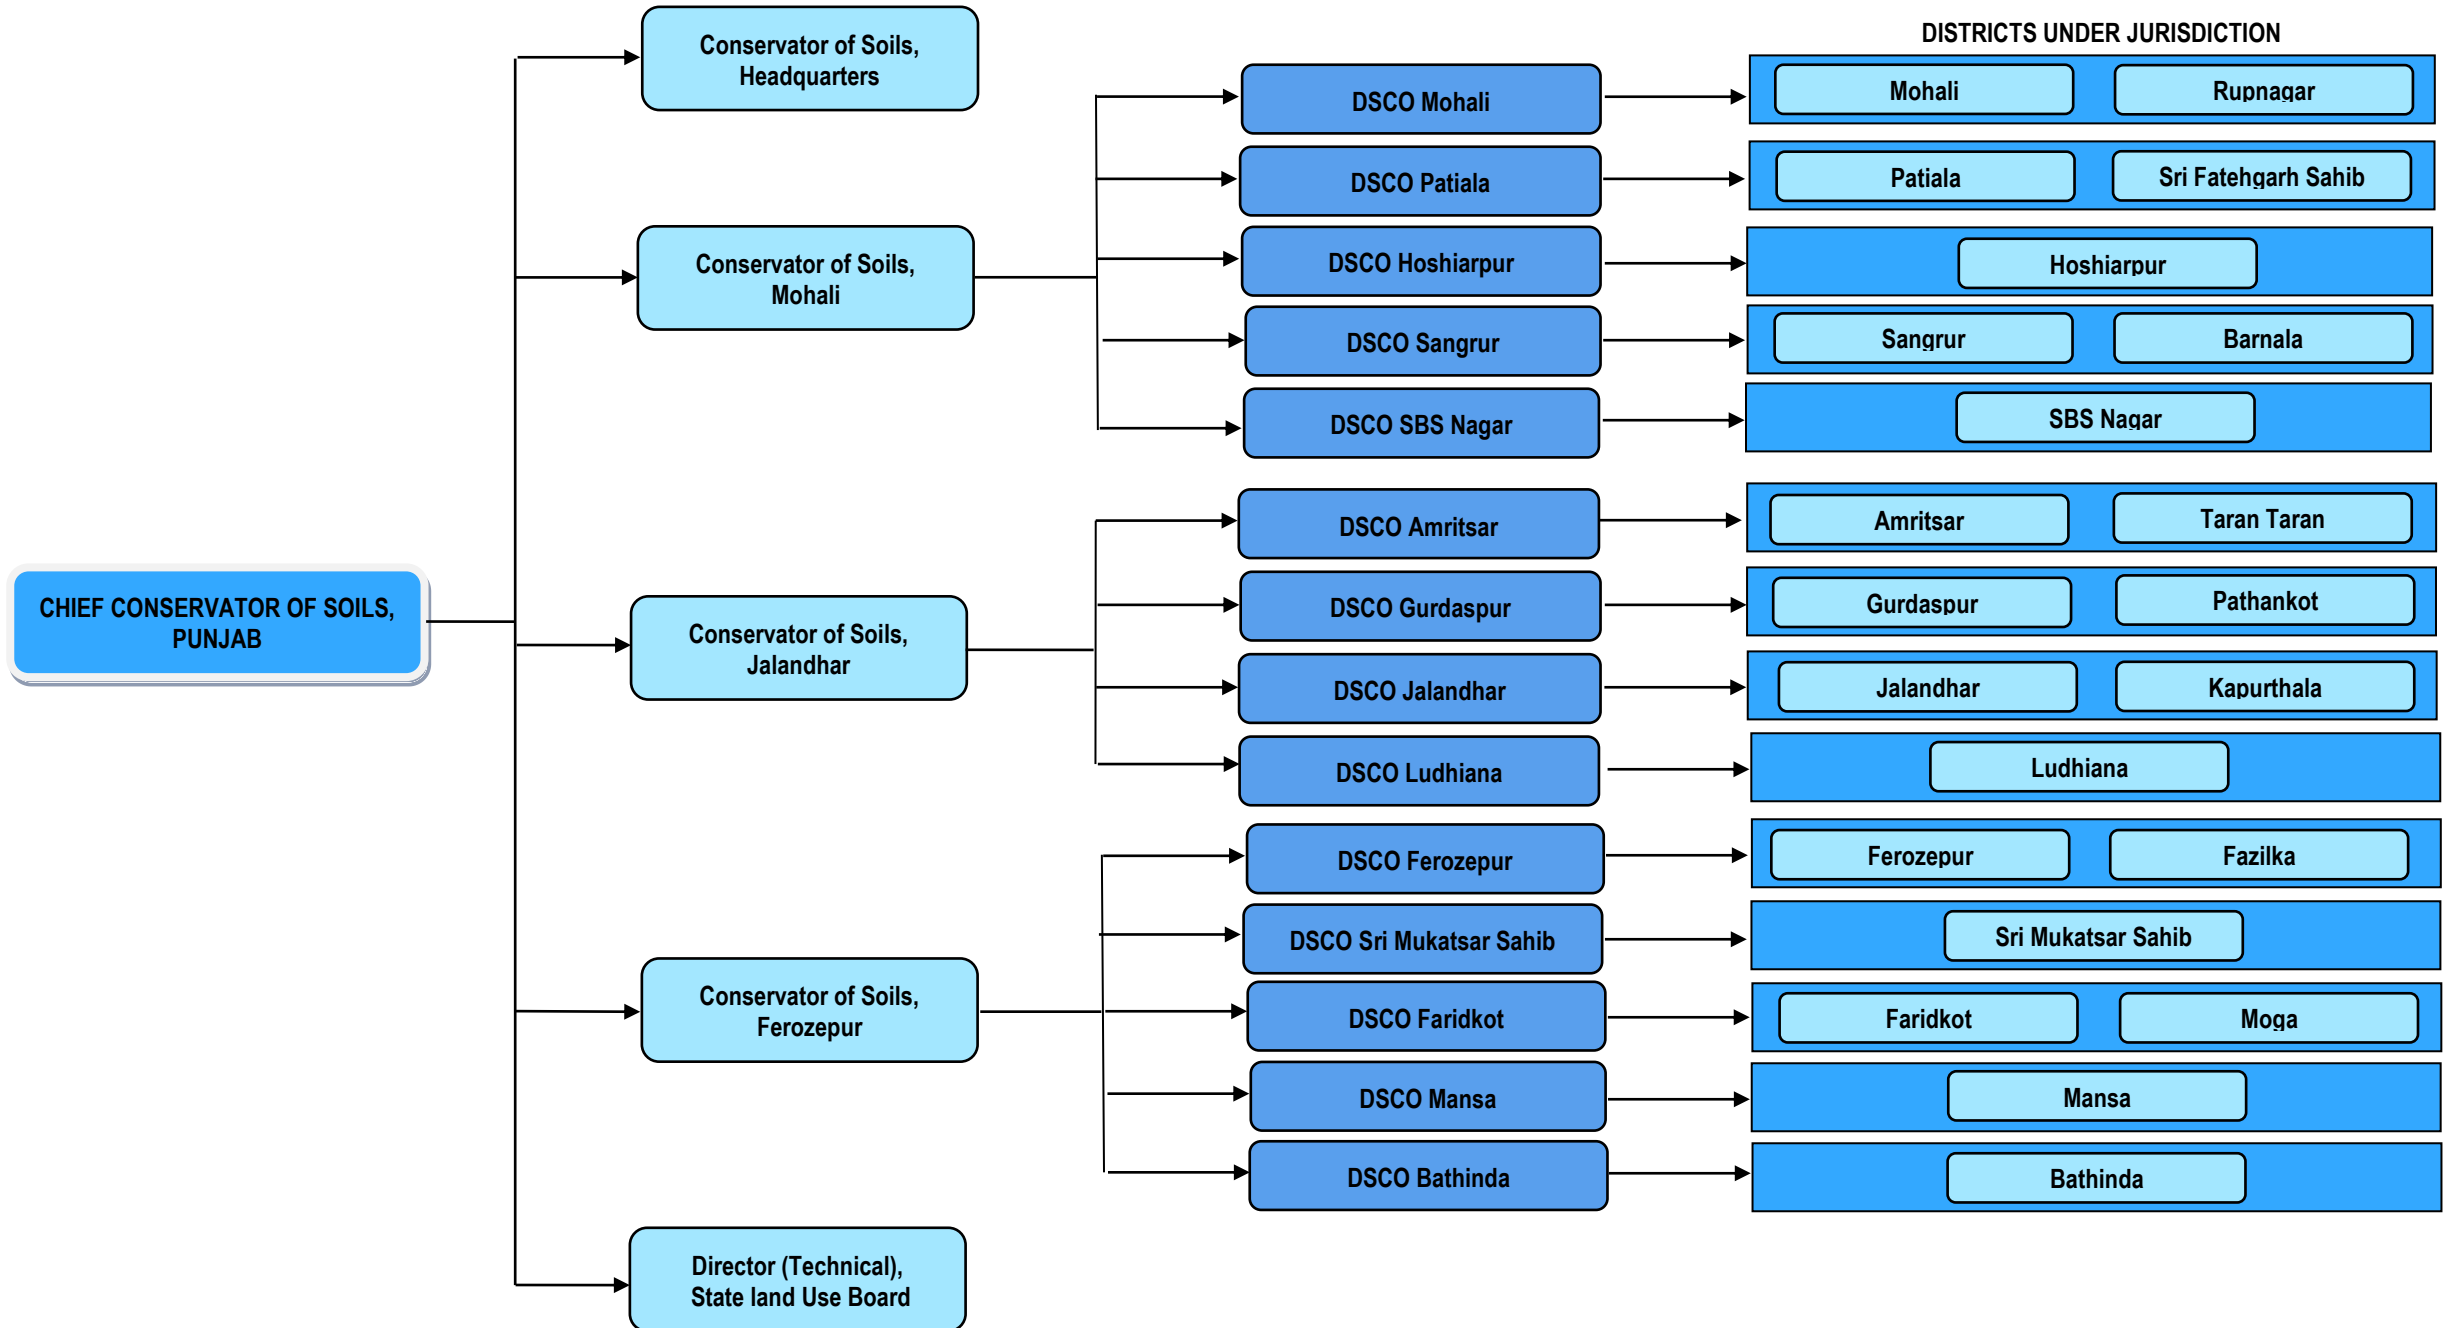 DISTRICTS UNDER JURISDICTION
CHIEF CONSERVATOR OF SOILS,
PUNJAB
Conservator of Soils,
Headquarters
Conservator of Soils,
Mohali
DSCO Mohali
Mohali
Rupnagar
DSCO Patiala
Patiala
Sri Fatehgarh Sahib
DSCO Hoshiarpur
Hoshiarpur
DSCO Sangrur
Sangrur
Barnala
DSCO SBS Nagar
SBS Nagar
Conservator of Soils,
Jalandhar
DSCO Amritsar
Amritsar
Taran Taran
DSCO Gurdaspur
Gurdaspur
Pathankot
DSCO Jalandhar
Jalandhar
Kapurthala
DSCO Ludhiana
Ludhiana
Conservator of Soils,
Ferozepur
DSCO Ferozepur
Ferozepur
Fazilka
DSCO Sri Mukatsar Sahib
Sri Mukatsar Sahib
DSCO Faridkot
Faridkot
Moga
DSCO Mansa
Mansa
DSCO Bathinda
Bathinda
Director (Technical),
State land Use Board